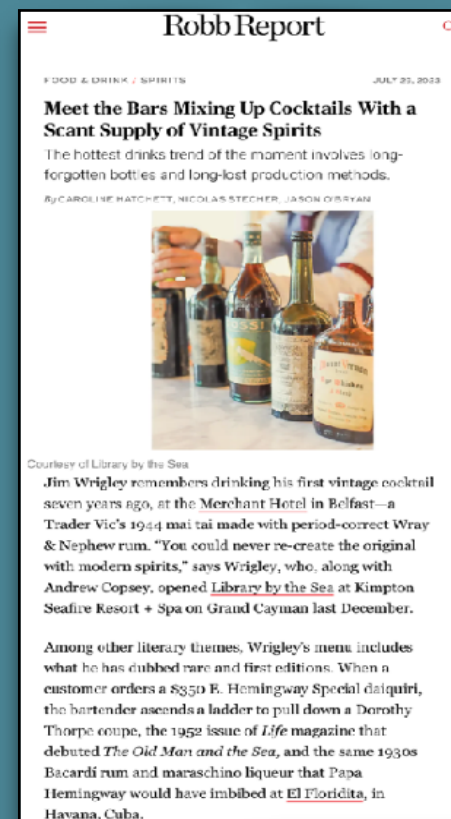 Robb Report
FOOD & DRINK / SPIRITS
Meet the Bars Mixing Up Cocktails With a
Scant Supply of Vintage Spirits
The hottest drinks trend of the moment involves long-
forgotten bottles and long-lost production methods.
By CAROLINE HATCHETT, NICOLAS STECHER, JASON O'BRYAN
Courtesy of Library by the Sea
Jim Wrigley remembers drinking his first vintage cocktail
seven years ago, at the Merchant Hotel in Belfast—a
Trader Vic's 1944 mai tai made with period-correct Wray
& Nephew rum. “You could never re-create the original
with modern spirits,” says Wrigley, who, along with
Andrew Copsey, opened Library by the Sea at Kimpton
Seafire Resort + Spa on Grand Cayman last December.
Among other literary themes, Wrigley's menu includes
what he has dubbed rare and first editions. When a
customer orders a $350 E. Hemingway Special daiquiri,
the bartender ascends a ladder to pull down a Dorothy
Thorpe coupe, the 1952 issue of Life magazine that
debuted The Old Man and the Sea, and the same 1930s
Bacardí rum and maraschino liqueur that Papa
Hemingway would have imbibed at El Floridita, in
Havana, Cuba.